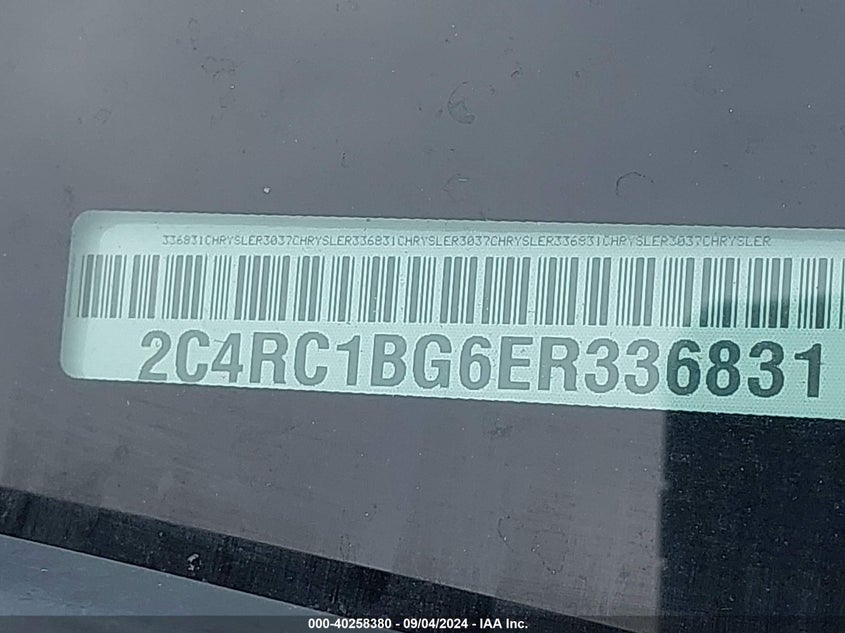 336831CHRYSLER3037CHRYSLER336831CHRYSLER3037CHRYSLER336831CHRYSLER3037CHRYSLER
2C4RC1BG6ER336831
000-40258380 - 09/04/2024 - IAA Inc.